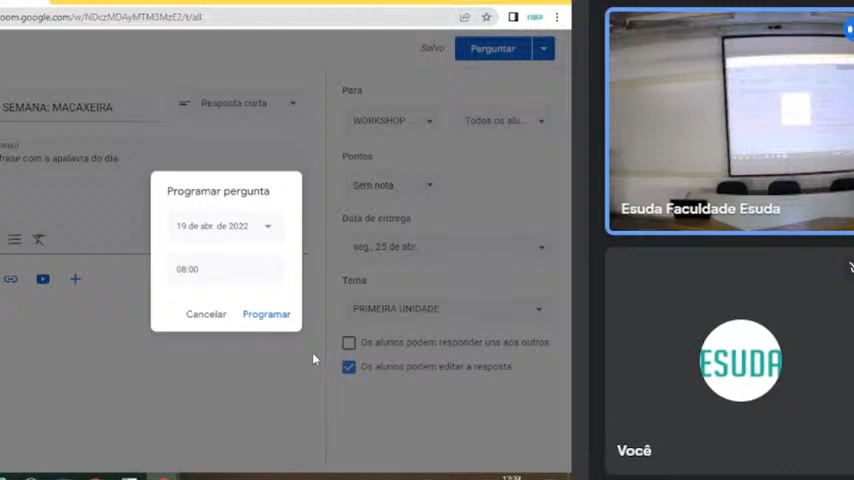 oom.google.com/w/NDczMDAyMTM3MzE2/t/all
Salvo
Perguntar
SEMANA: MACAXEIRA
Resposta curta
frase com a apalavra do dia
Para
WORKSHOP ...
Todos os alu...
Pontos
Sem nota
Data de entrega
seg., 25 de abr.
Tema
PRIMEIRA UNIDADE
Os alunos podem responder uns aos outros
Os alunos podem editar a resposta
Programar pergunta
19 de abr. de 2022
08:00
Cancelar
Programar
Esuda Faculdade Esuda
ESUDA
Você